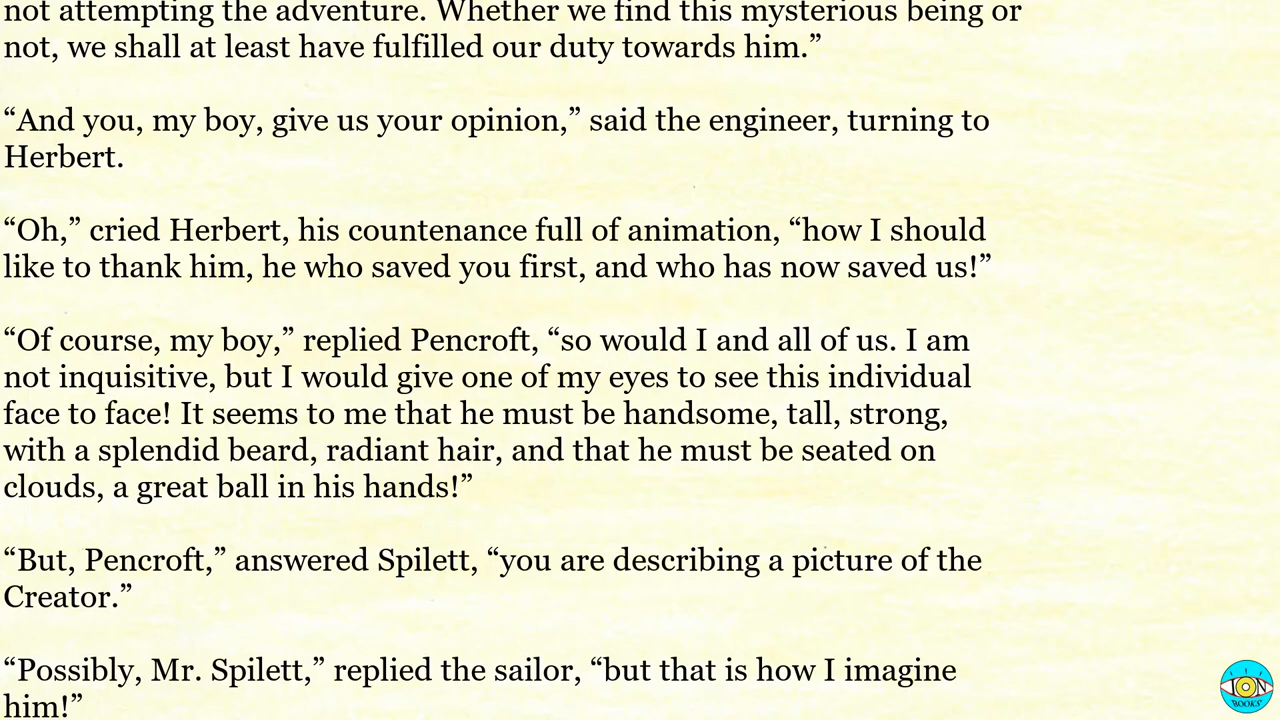 not attempting the adventure. Whether we find this mysterious being or
not, we shall at least have fulfilled our duty towards him.”
“And you, my boy, give us your opinion,” said the engineer, turning to
Herbert.
“Oh,” cried Herbert, his countenance full of animation, “how I should
like to thank him, he who saved you first, and who has now saved us!”
“Of course, my boy,” replied Pencroft, “so would I and all of us. I am
not inquisitive, but I would give one of my eyes to see this individual
face to face! It seems to me that he must be handsome, tall, strong,
with a splendid beard, radiant hair, and that he must be seated on
clouds, a great ball in his hands!”
“But, Pencroft,” answered Spilett, “you are describing a picture of the
Creator.”
“Possibly, Mr. Spilett,” replied the sailor, “but that is how I imagine
him!”
ION
BOOKS